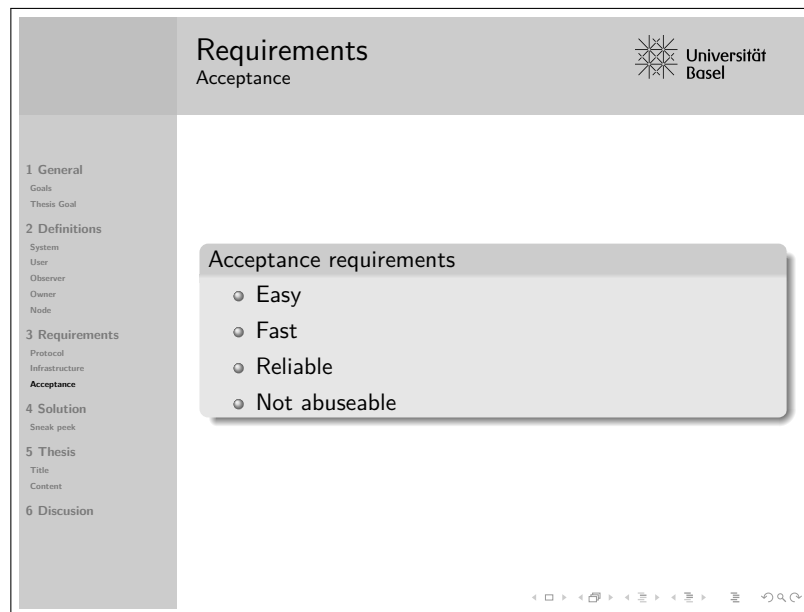 Requirements
Acceptance
Universität
Basel
1 General
Goals
Thesis Goal
2 Definitions
System
User
Observer
Owner
Node
3 Requirements
Protocol
Infrastructure
Acceptance
4 Solution
Sneak peek
5 Thesis
Title
Content
6 Discusion
Acceptance requirements
Easy
Fast
Reliable
Not abuseable